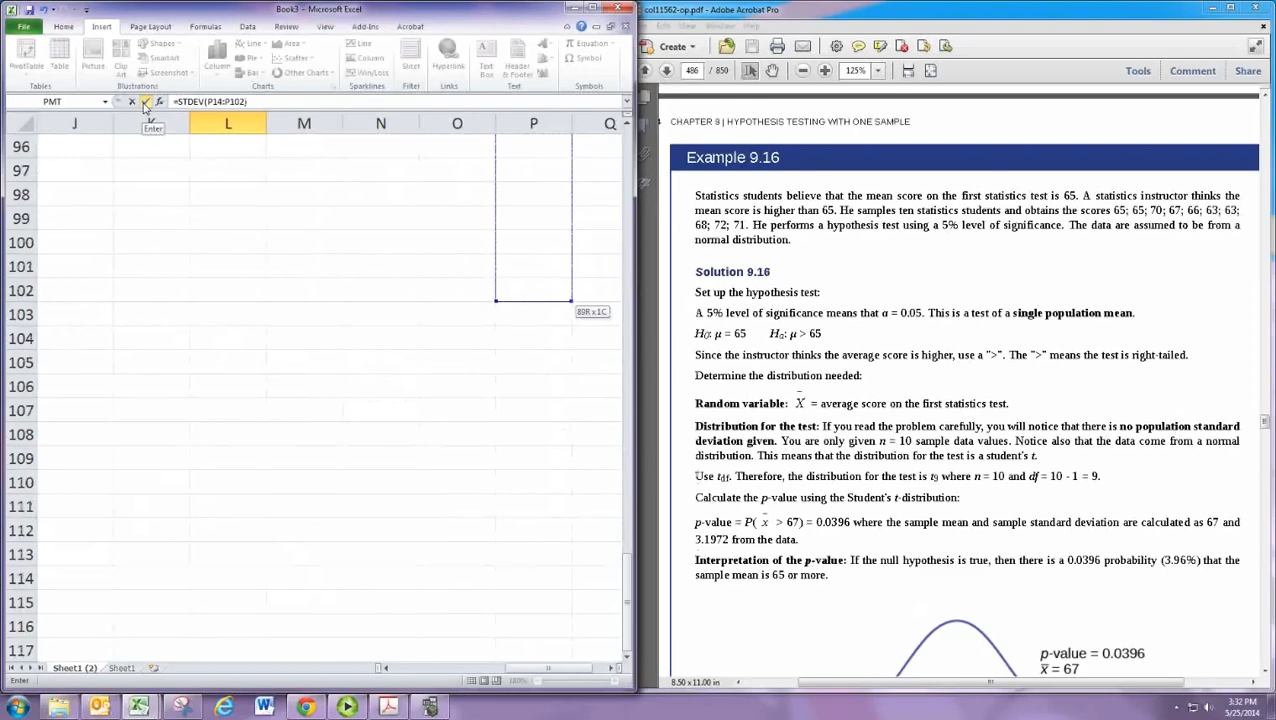 Book3 - Microsoft Excel
File Home Insert Page Layout Formulas Data Review View Add-Ins Acrobat
PivotTable Table Picture Clip Art Shapes SmartArt Screenshot Column Line Pie Bar Area Scatter Other Charts Line Column Win/Loss Slicer Hyperlink Text Box Header & Footer Equation Symbol
Tables Illustrations Charts Sparklines Filter Links Text Symbols
PMT =STDEV(P14:P102)
Enter
J K L M N O P Q
96
97
98
99
100
101
102
89R x 1C
103
104
105
106
107
108
109
110
111
112
113
114
115
116
117
Sheet1 (2) Sheet1
Enter 180%
col11562-op.pdf - Adobe Acrobat Pro
Create
486 / 850 125% Tools Comment Share
CHAPTER 9 | HYPOTHESIS TESTING WITH ONE SAMPLE
Example 9.16
Statistics students believe that the mean score on the first statistics test is 65. A statistics instructor thinks the
mean score is higher than 65. He samples ten statistics students and obtains the scores 65; 65; 70; 67; 66; 63; 63;
68; 72; 71. He performs a hypothesis test using a 5% level of significance. The data are assumed to be from a
normal distribution.
Solution 9.16
Set up the hypothesis test:
A 5% level of significance means that α = 0.05. This is a test of a single population mean.
H0: μ = 65 Ha: μ > 65
Since the instructor thinks the average score is higher, use a ">". The ">" means the test is right-tailed.
Determine the distribution needed:
Random variable: X̄ = average score on the first statistics test.
Distribution for the test: If you read the problem carefully, you will notice that there is no population standard
deviation given. You are only given n = 10 sample data values. Notice also that the data come from a normal
distribution. This means that the distribution for the test is a student's t.
Use tdf. Therefore, the distribution for the test is t9 where n = 10 and df = 10 - 1 = 9.
Calculate the p-value using the Student's t-distribution:
p-value = P( x̄ > 67) = 0.0396 where the sample mean and sample standard deviation are calculated as 67 and
3.1972 from the data.
Interpretation of the p-value: If the null hypothesis is true, then there is a 0.0396 probability (3.96%) that the
sample mean is 65 or more.
p-value = 0.0396
x̄ = 67
8.50 x 11.00 in
3:32 PM
5/25/2014